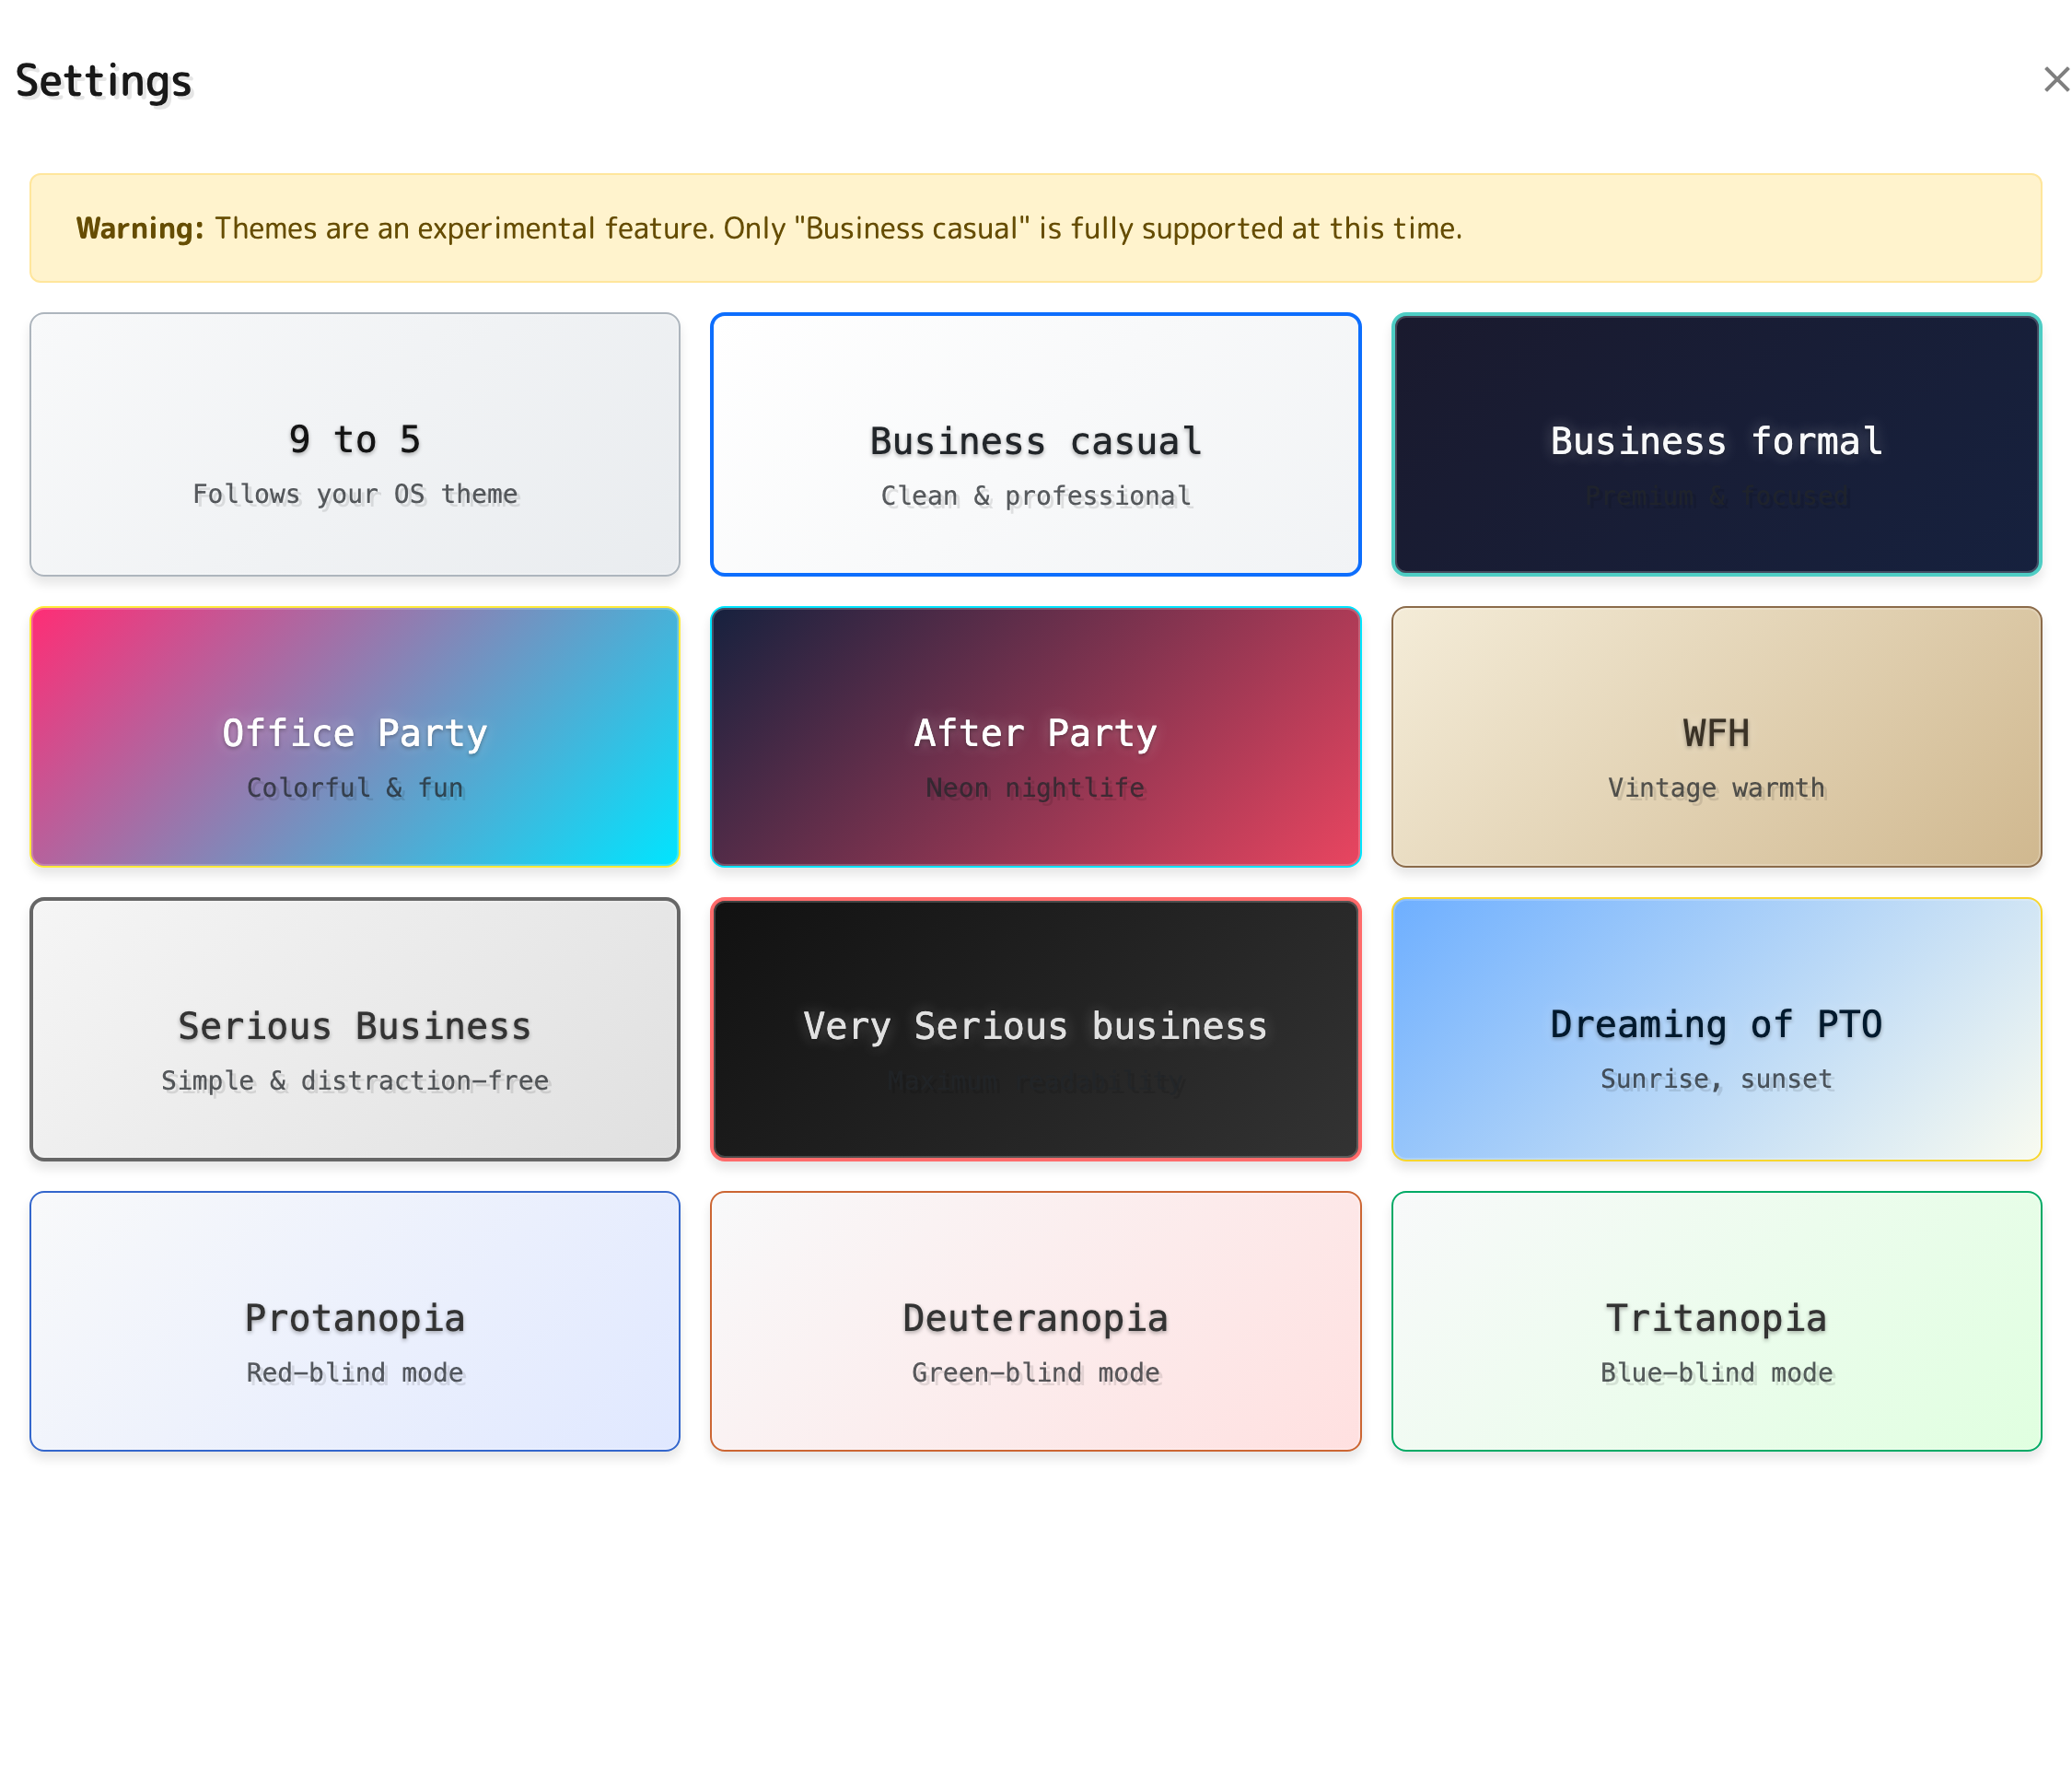 Settings
Warning: Themes are an experimental feature. Only "Business casual" is fully supported at this time.
9 to 5
Follows your OS theme
Business casual
Clean & professional
Business formal
Premium & focused
Office Party
Colorful & fun
After Party
Neon nightlife
WFH
Vintage warmth
Serious Business
Simple & distraction-free
Very Serious business
Maximum readability
Dreaming of PTO
Sunrise, sunset
Protanopia
Red-blind mode
Deuteranopia
Green-blind mode
Tritanopia
Blue-blind mode